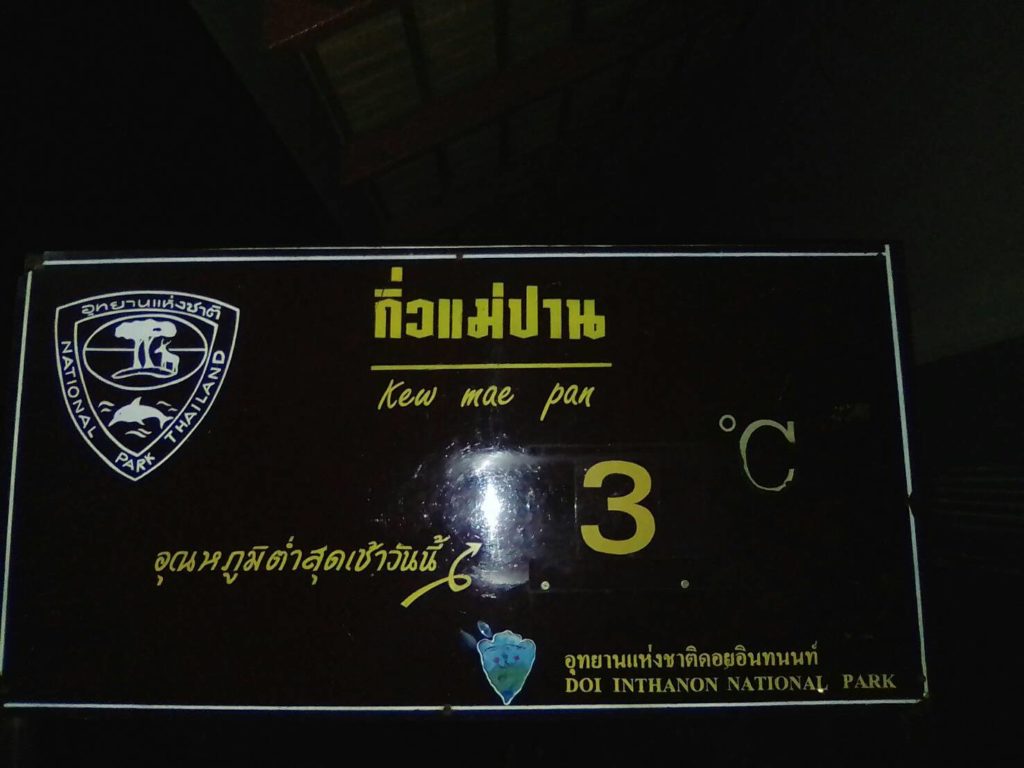 อุทยานแห่งชาติ
NATIONAL PARK THAILAND
กิ่วแม่ปาน
Kew mae pan
°C
3
อุณหภูมิต่ำสุดเช้าวันนี้
อุทยานแห่งชาติดอยอินทนนท์
DOI INTHANON NATIONAL PARK